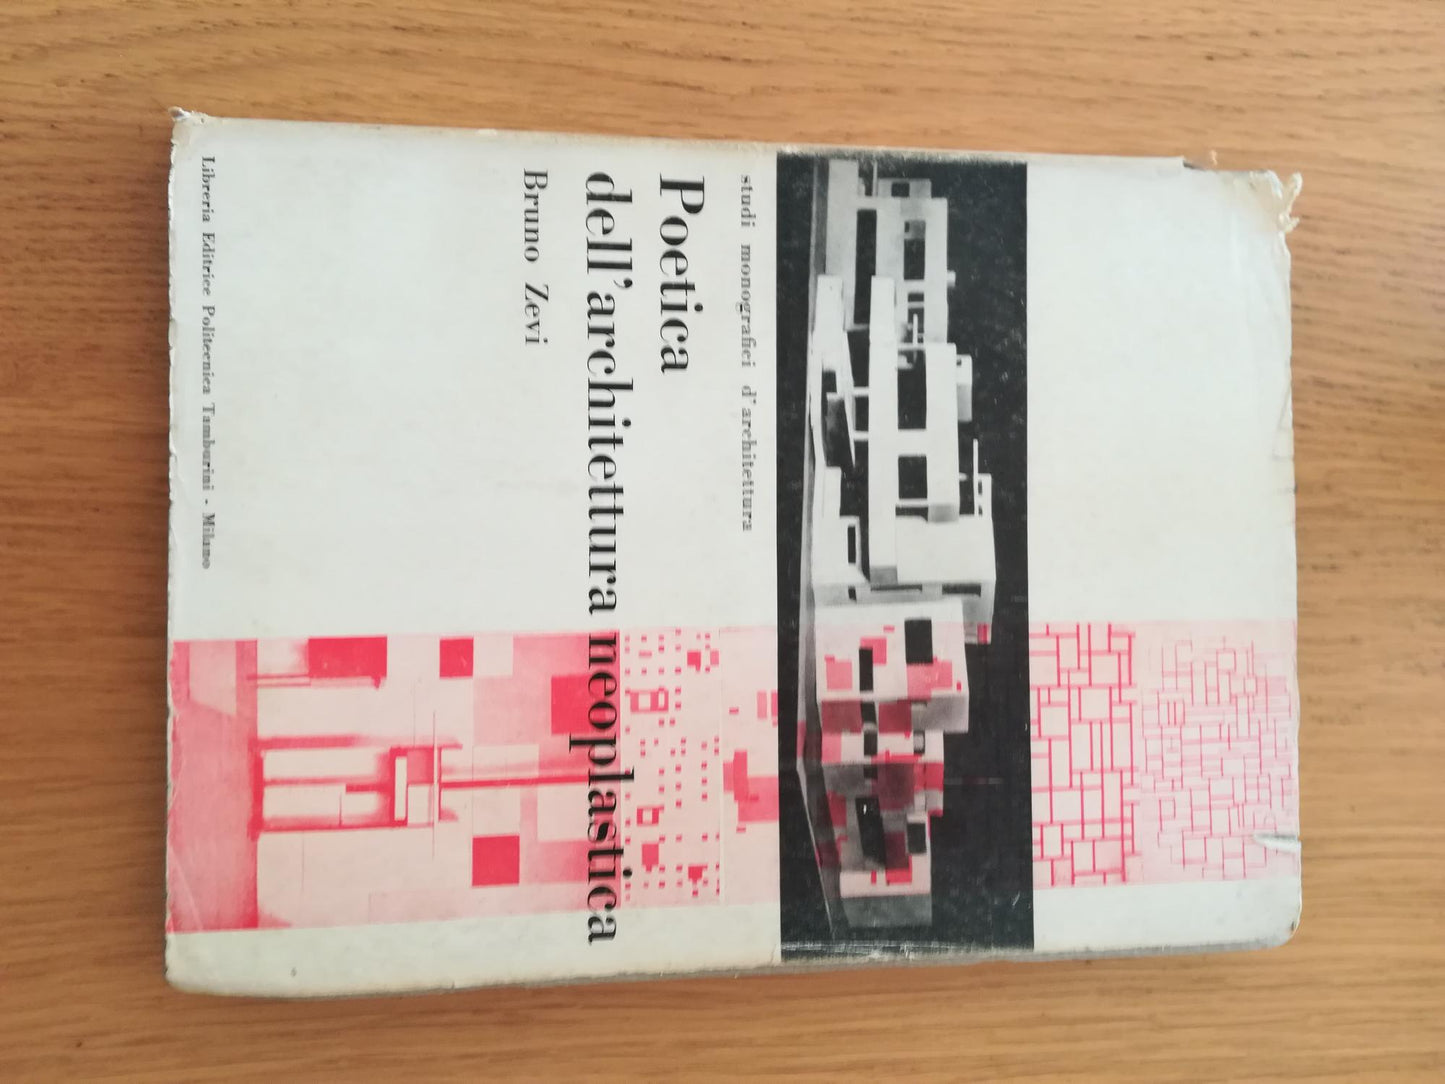 studi monografici d'architettura
Poetica
dell'architettura neoplastica
Bruno Zevi
Libreria Editrice Politecnica Tamburini - Milano